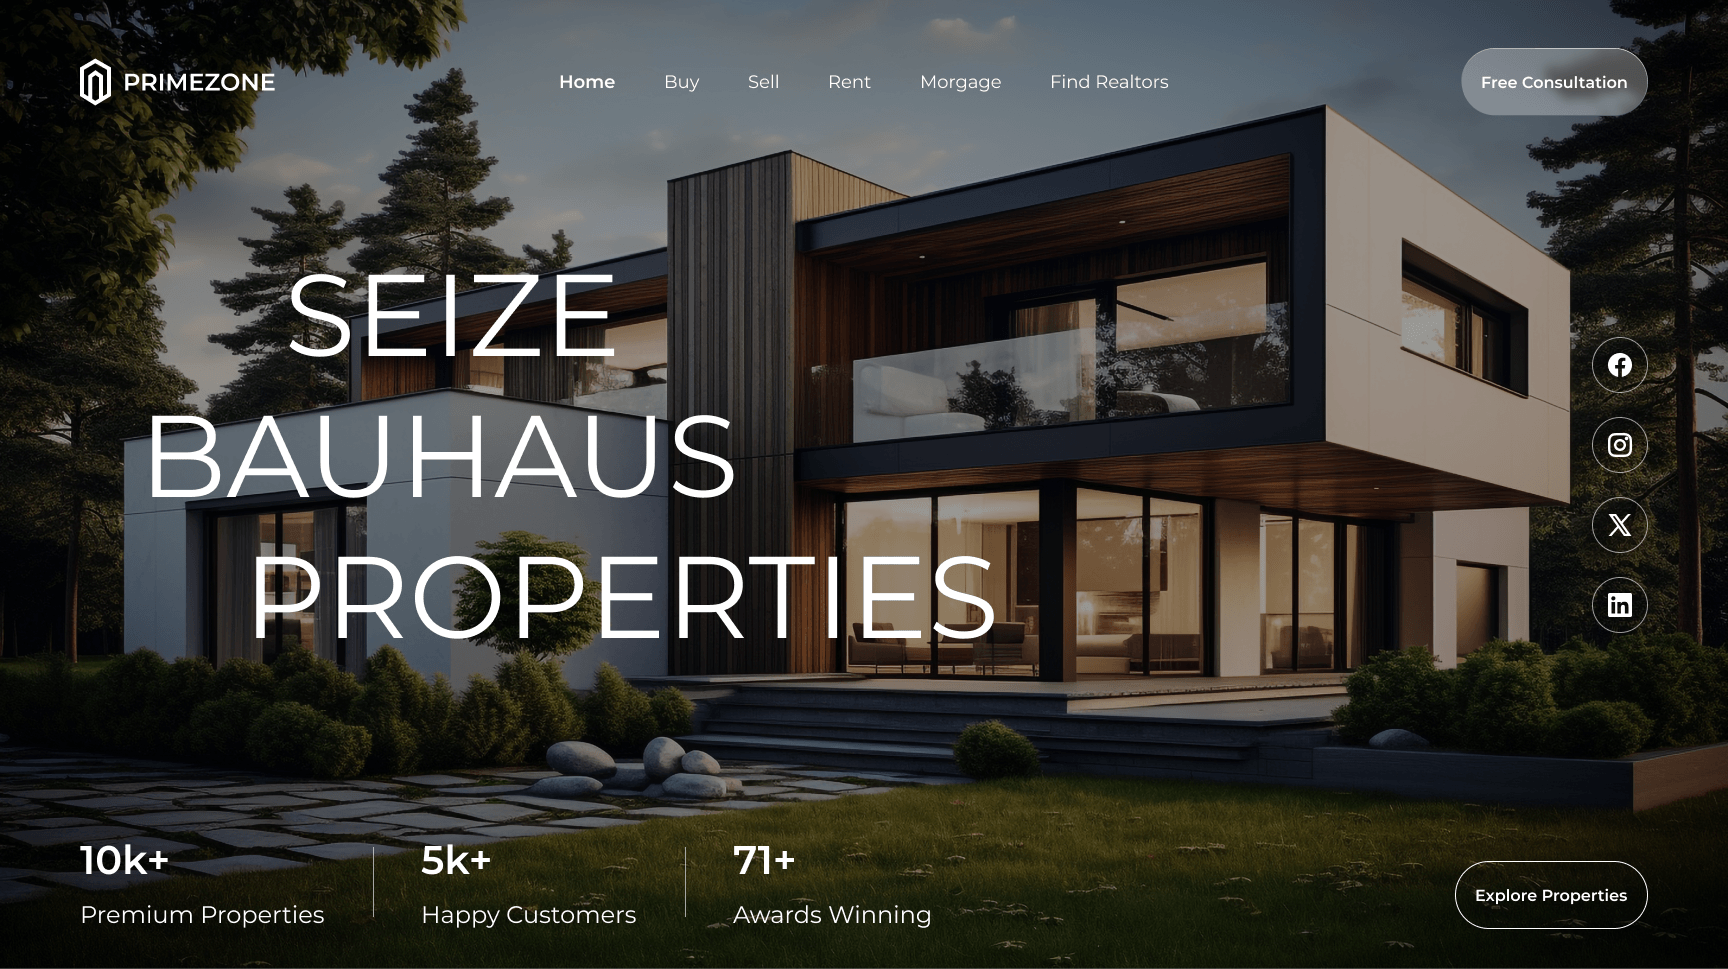 PRIMEZONE
Home Buy Sell Rent Morgage Find Realtors
Free Consultation
SEIZE
BAUHAUS
PROPERTIES
10k+ 5k+ 71+
Premium Properties Happy Customers Awards Winning
Explore Properties